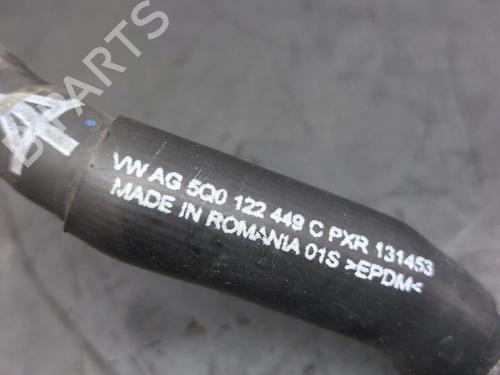 B-PARTS
VW AG 5Q0 122 449 C PXR 131453
MADE IN ROMANIA 01S >EPDM<